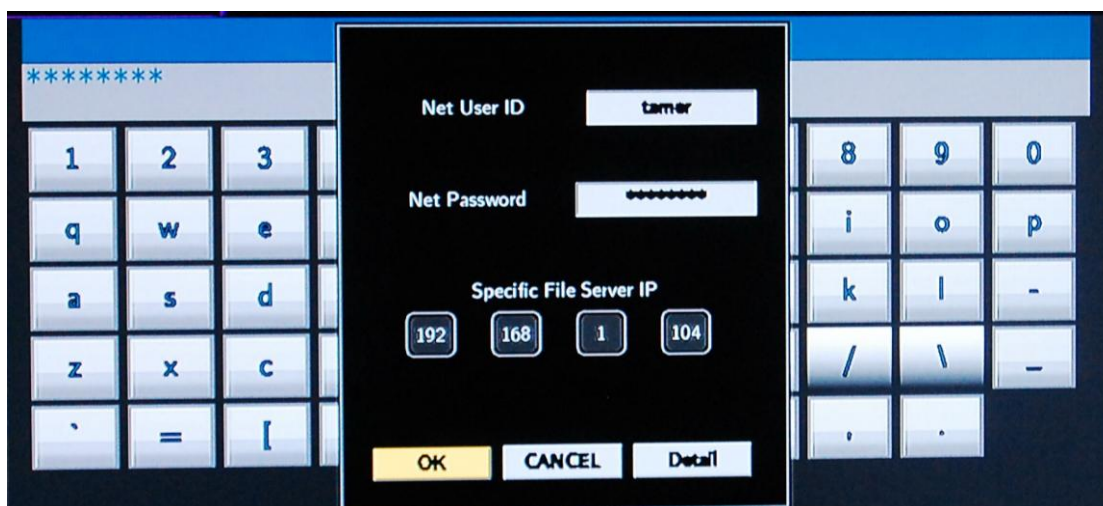 ********
Net User ID tamer
Net Password ********
Specific File Server IP
192 168 1 104
OK CANCEL Detail
1 2 3 8 9 0
q w e i o p
a s d k l -
z x c / \ _
` = [ , .